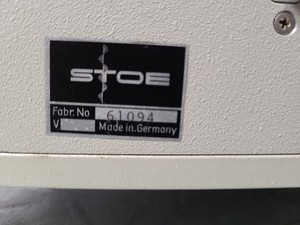 STOE
Fabr. No 61094
V Made in.Germany